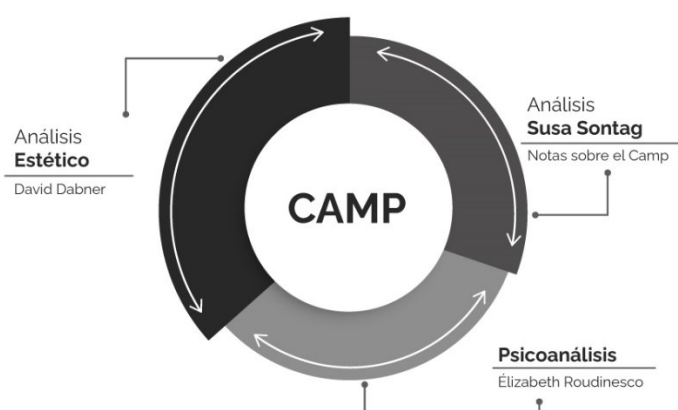 Análisis
Estético
David Dabner
CAMP
Análisis
Susa Sontag
Notas sobre el Camp
Psicoanálisis
Élizabeth Roudinesco